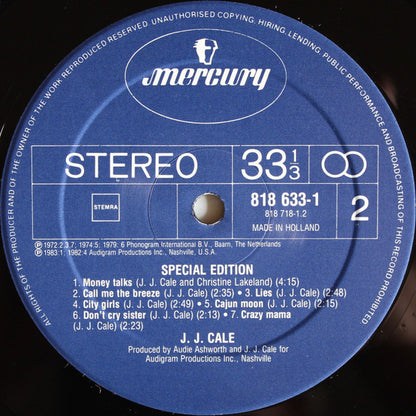 ALL RIGHTS OF THE PRODUCER AND OF THE OWNER OF THE WORK REPRODUCED RESERVED. UNAUTHORISED COPYING, HIRING, LENDING, PUBLIC PERFORMANCE AND BROADCASTING OF THIS RECORD PROHIBITED
mercury
STEREO 33 1/3
STEMRA 818 633-1 2
818 718-1.2
MADE IN HOLLAND
℗ 1972:2.3.7; 1974:5; 1979: 6 Phonogram International B.V., Baarn, The Netherlands
℗ 1983:1; 1982:4 Audigram Productions Inc., Nashville, U.S.A.
SPECIAL EDITION
1. Money talks (J. J. Cale and Christine Lakeland) (4:15)
2. Call me the breeze (J. J. Cale) (2:35) • 3. Lies (J. J. Cale) (2:48)
4. City girls (J. J. Cale) (2:49) • 5. Cajun moon (J. J. Cale) (2:15)
6. Don't cry sister (J. J. Cale) (2:13) • 7. Crazy mama
(J. J. Cale) (2:23)
J. J. CALE
Produced by Audie Ashworth and J. J. Cale for
Audigram Productions Inc., Nashville